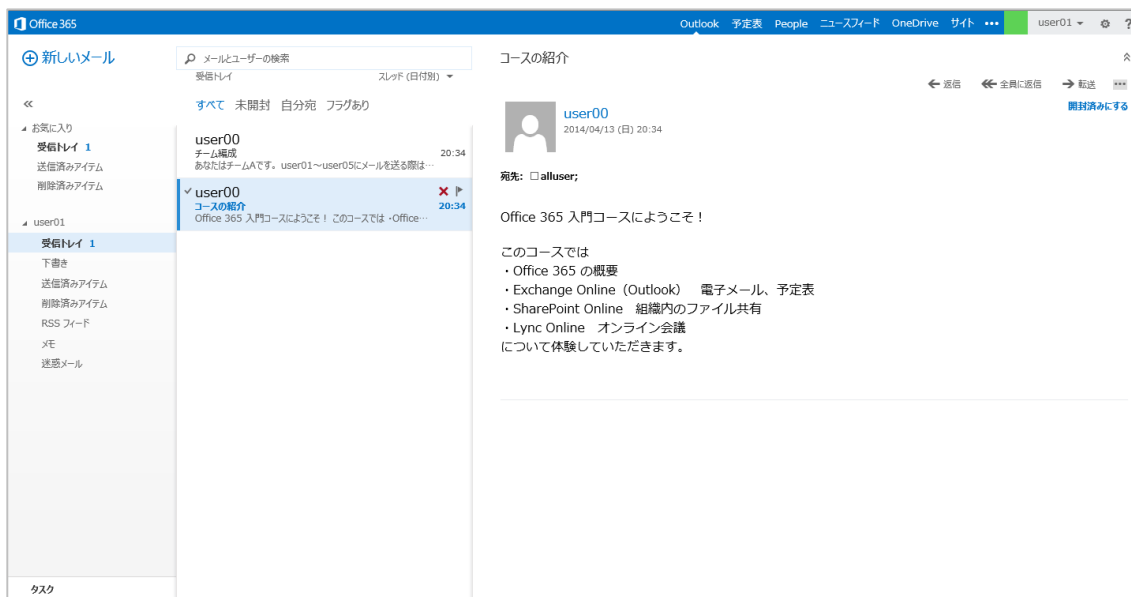 Office 365
Outlook 予定表 People ニュースフィード OneDrive サイト ••• user01 ?
新しいメール
メールとユーザーの検索
受信トレイ スレッド (日付別)
すべて 未開封 自分宛 フラグあり
«
お気に入り
受信トレイ 1
送信済みアイテム
削除済みアイテム
user01
受信トレイ 1
下書き
送信済みアイテム
削除済みアイテム
RSS フィード
メモ
迷惑メール
タスク
user00
チーム編成 20:34
あなたはチームAです。user01～user05にメールを送る際は…
user00
コースの紹介 20:34
Office 365 入門コースにようこそ！ このコースでは ・Office…
コースの紹介
返信 全員に返信 転送 •••
開封済みにする
user00
2014/04/13 (日) 20:34
宛先: □alluser;
Office 365 入門コースにようこそ！
このコースでは
・Office 365 の概要
・Exchange Online（Outlook）　電子メール、予定表
・SharePoint Online　組織内のファイル共有
・Lync Online　オンライン会議
について体験していただきます。